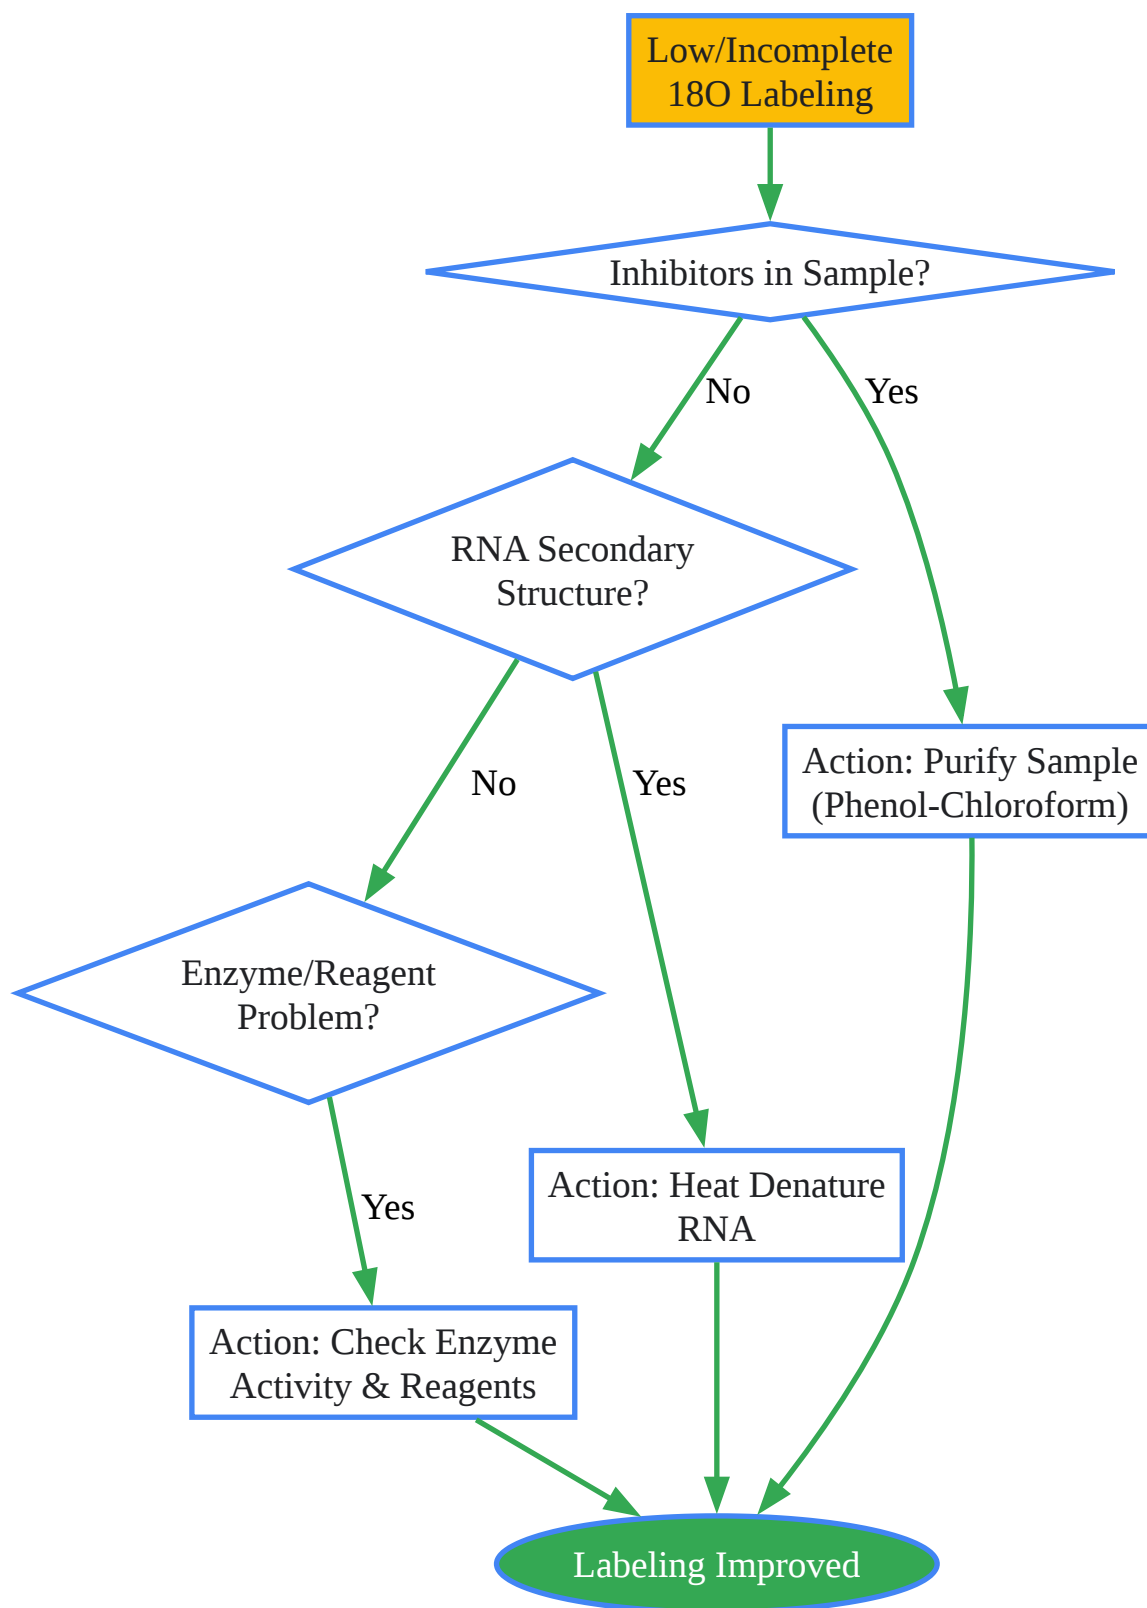 Low/Incomplete
18O Labeling
Inhibitors in Sample?
No
Yes
RNA Secondary
Structure?
Action: Purify Sample
(Phenol-Chloroform)
No
Yes
Enzyme/Reagent
Problem?
Action: Heat Denature
RNA
Yes
Action: Check Enzyme
Activity & Reagents
Labeling Improved